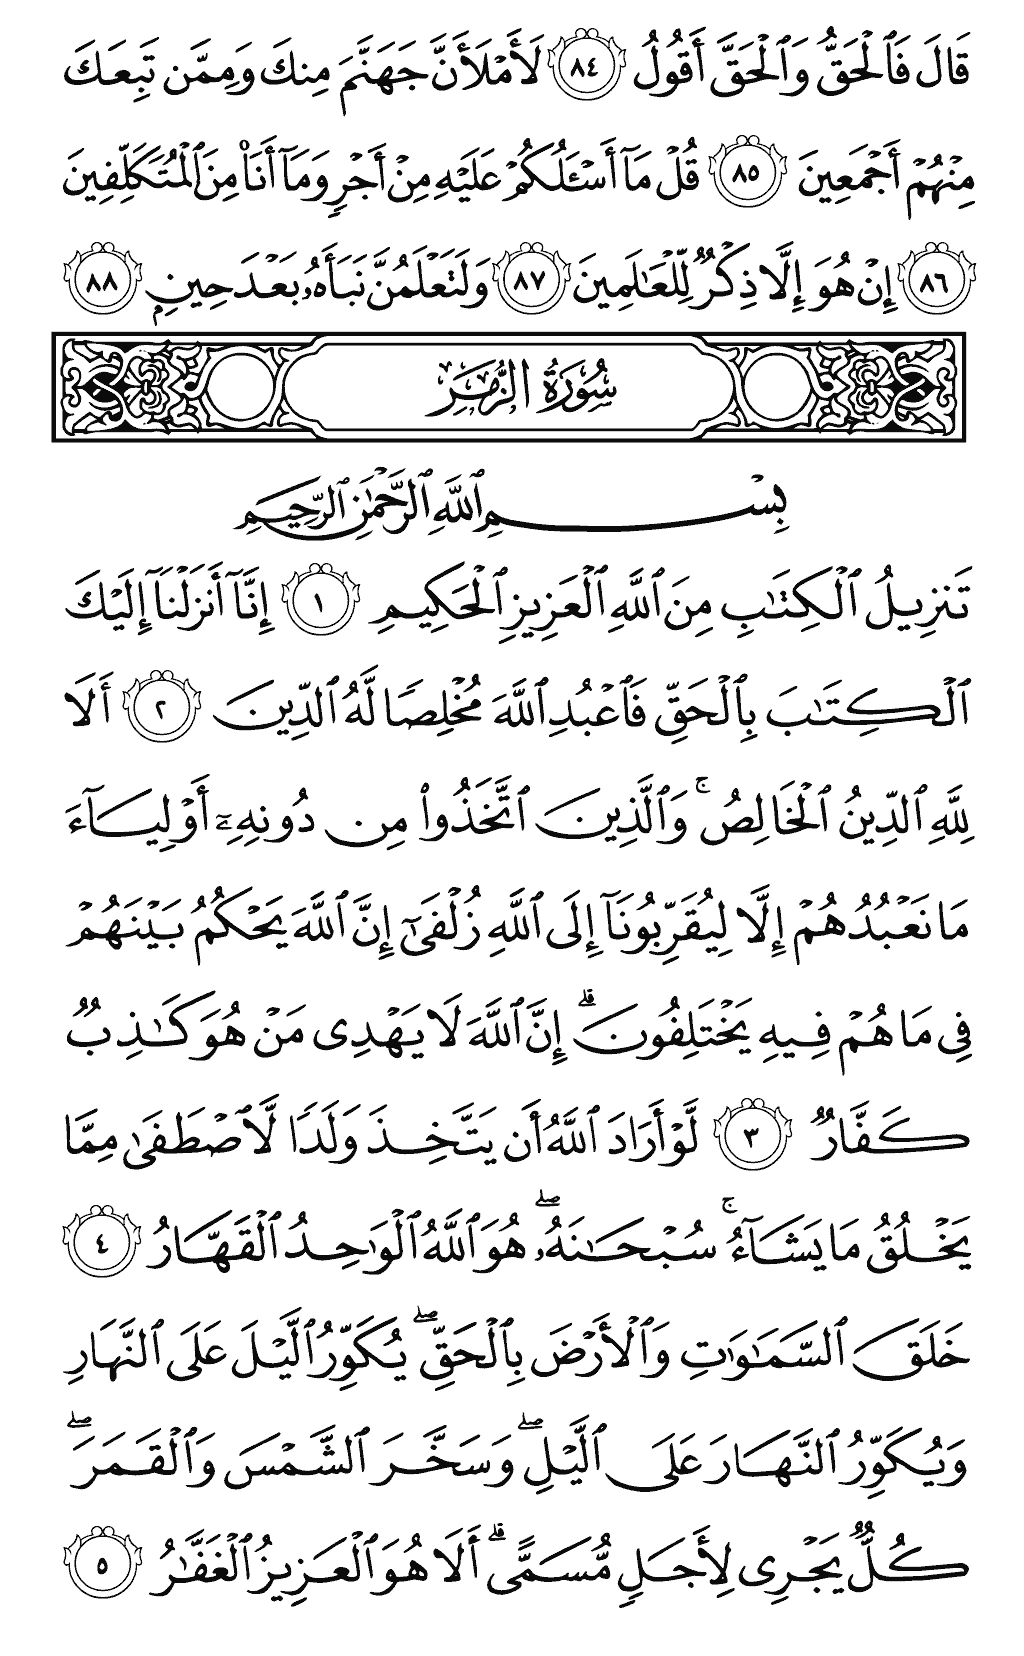 قَالَ فَٱلْحَقُّ وَٱلْحَقَّ أَقُولُ ٨٤ لَأَمْلَأَنَّ جَهَنَّمَ مِنكَ وَمِمَّن تَبِعَكَ
مِنْهُمْ أَجْمَعِينَ ٨٥ قُلْ مَآ أَسْـَٔلُكُمْ عَلَيْهِ مِنْ أَجْرٍ وَمَآ أَنَا۠ مِنَ ٱلْمُتَكَلِّفِينَ
٨٦ إِنْ هُوَ إِلَّا ذِكْرٌ لِّلْعَـٰلَمِينَ ٨٧ وَلَتَعْلَمُنَّ نَبَأَهُۥ بَعْدَ حِينٍۭ ٨٨
سُورَةُ الزُّمَرِ
بِسْمِ ٱللَّهِ ٱلرَّحْمَـٰنِ ٱلرَّحِيمِ
تَنزِيلُ ٱلْكِتَـٰبِ مِنَ ٱللَّهِ ٱلْعَزِيزِ ٱلْحَكِيمِ ١ إِنَّآ أَنزَلْنَآ إِلَيْكَ
ٱلْكِتَـٰبَ بِٱلْحَقِّ فَٱعْبُدِ ٱللَّهَ مُخْلِصًا لَّهُ ٱلدِّينَ ٢ أَلَا
لِلَّهِ ٱلدِّينُ ٱلْخَالِصُ ۚ وَٱلَّذِينَ ٱتَّخَذُوا۟ مِن دُونِهِۦٓ أَوْلِيَآءَ
مَا نَعْبُدُهُمْ إِلَّا لِيُقَرِّبُونَآ إِلَى ٱللَّهِ زُلْفَىٰٓ إِنَّ ٱللَّهَ يَحْكُمُ بَيْنَهُمْ
فِى مَا هُمْ فِيهِ يَخْتَلِفُونَ ۗ إِنَّ ٱللَّهَ لَا يَهْدِى مَنْ هُوَ كَـٰذِبٌ
كَفَّارٌ ٣ لَّوْ أَرَادَ ٱللَّهُ أَن يَتَّخِذَ وَلَدًا لَّٱصْطَفَىٰ مِمَّا
يَخْلُقُ مَا يَشَآءُ ۚ سُبْحَـٰنَهُۥ ۖ هُوَ ٱللَّهُ ٱلْوَٰحِدُ ٱلْقَهَّارُ ٤
خَلَقَ ٱلسَّمَـٰوَٰتِ وَٱلْأَرْضَ بِٱلْحَقِّ ۖ يُكَوِّرُ ٱلَّيْلَ عَلَى ٱلنَّهَارِ
وَيُكَوِّرُ ٱلنَّهَارَ عَلَى ٱلَّيْلِ ۖ وَسَخَّرَ ٱلشَّمْسَ وَٱلْقَمَرَ ۖ
كُلٌّ يَجْرِى لِأَجَلٍ مُّسَمًّى ۗ أَلَا هُوَ ٱلْعَزِيزُ ٱلْغَفَّـٰرُ ٥